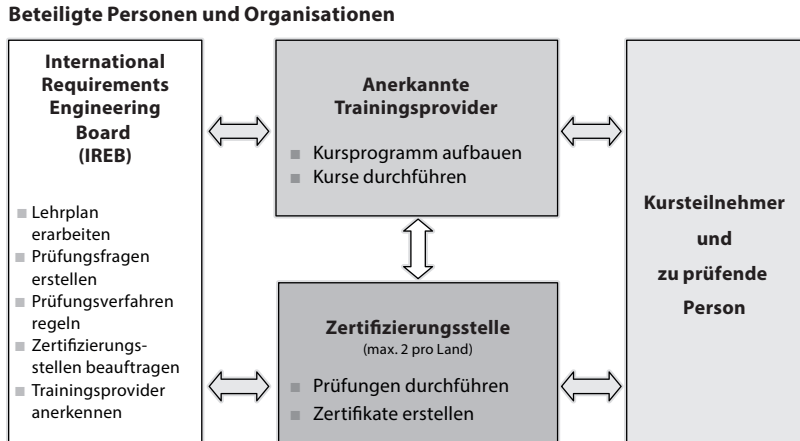 Beteiligte Personen und Organisationen
International
Requirements
Engineering
Board
(IREB)
Lehrplan
erarbeiten
Prüfungsfragen
erstellen
Prüfungsverfahren
regeln
Zertifizierungs-
stellen beauftragen
Trainingsprovider
anerkennen
Anerkannte
Trainingsprovider
Kursprogramm aufbauen
Kurse durchführen
Zertifizierungsstelle
(max. 2 pro Land)
Prüfungen durchführen
Zertifikate erstellen
Kursteilnehmer
und
zu prüfende
Person